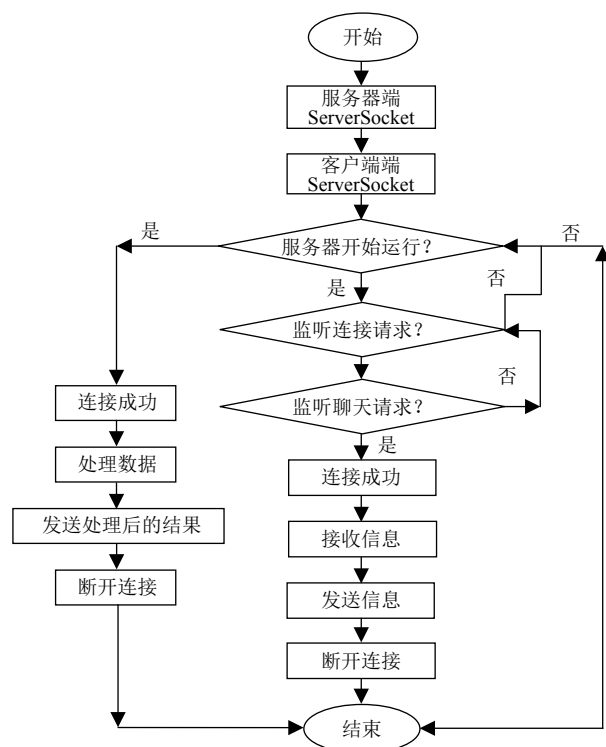 开始
服务器端
ServerSocket
客户端端
ServerSocket
是
服务器开始运行？
否
是
否
监听连接请求？
否
监听聊天请求？
是
连接成功
处理数据
发送处理后的结果
断开连接
连接成功
接收信息
发送信息
断开连接
结束